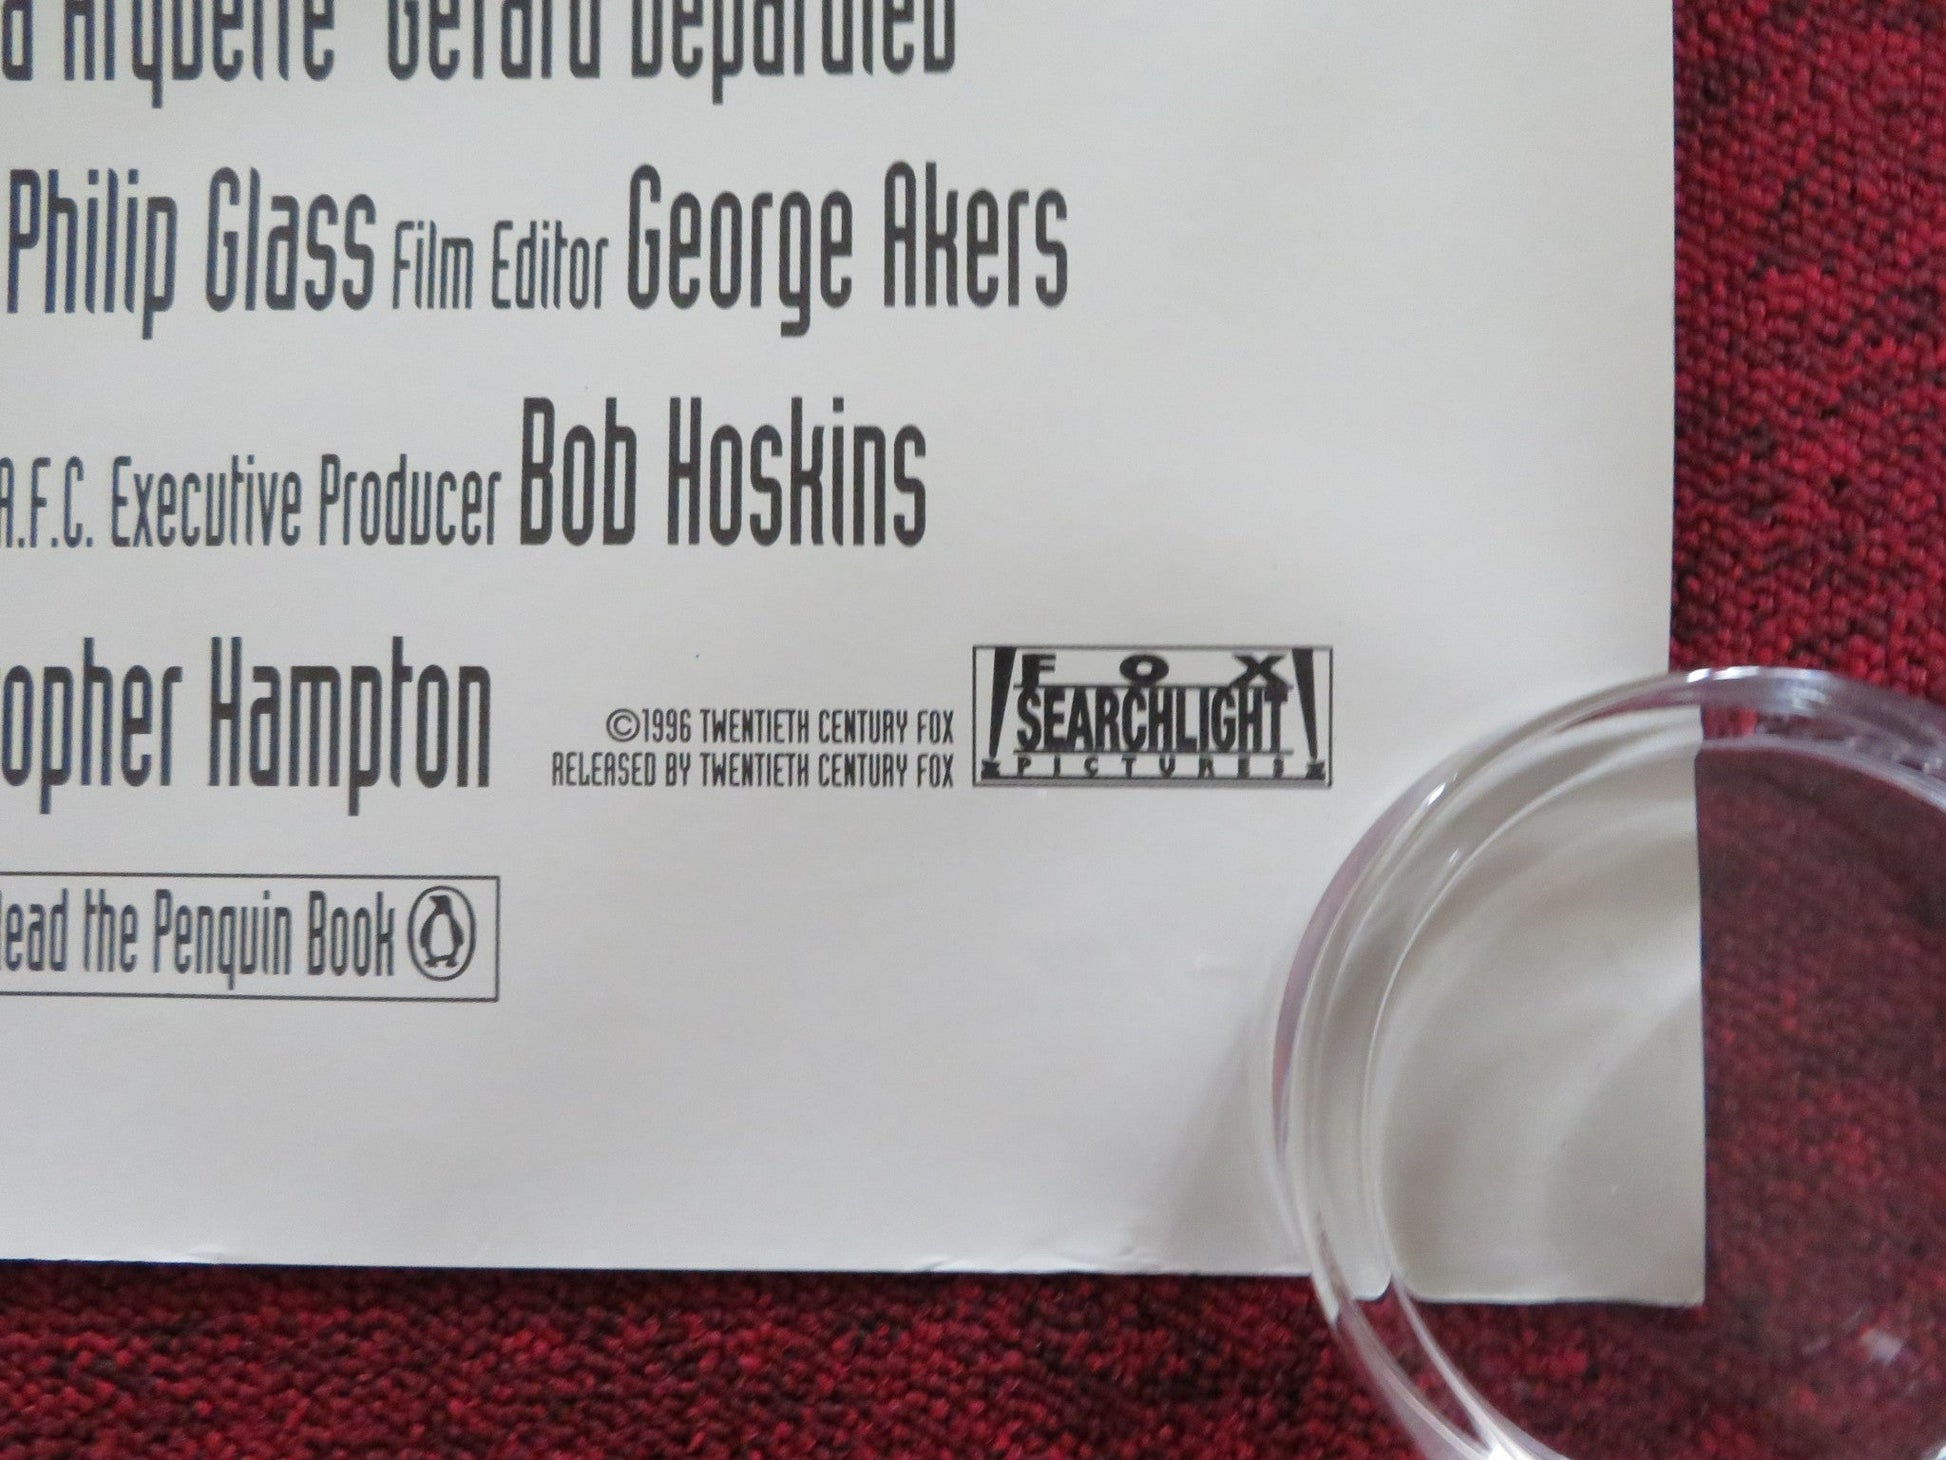 Arquette Gérard Depardieu
Philip Glass Film Editor George Akers
A.F.C. Executive Producer Bob Hoskins
opher Hampton
©1996 TWENTIETH CENTURY FOX
RELEASED BY TWENTIETH CENTURY FOX
FOX
SEARCHLIGHT
PICTURES
ead the Penguin Book